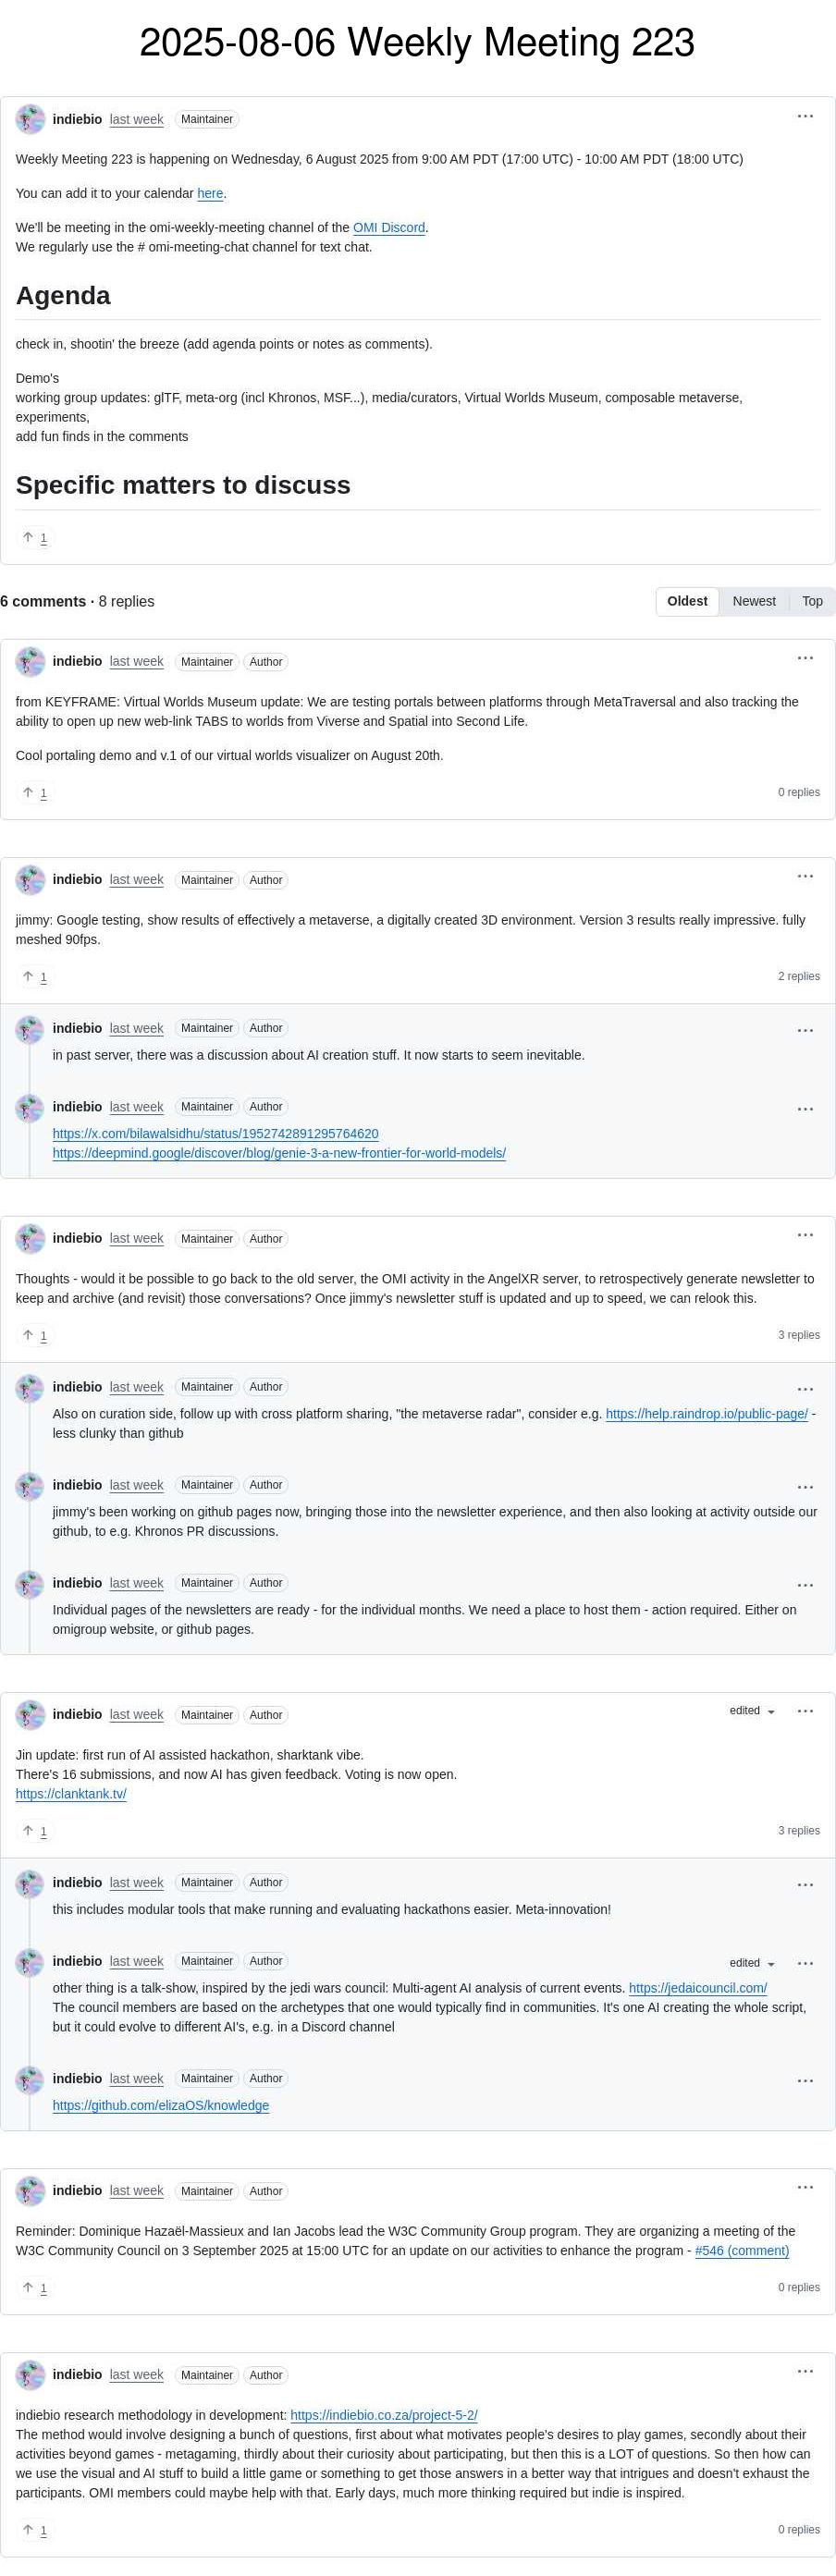 2025-08-06 Weekly Meeting 223
indiebio last week Maintainer
Weekly Meeting 223 is happening on Wednesday, 6 August 2025 from 9:00 AM PDT (17:00 UTC) - 10:00 AM PDT (18:00 UTC)
You can add it to your calendar here.
We'll be meeting in the omi-weekly-meeting channel of the OMI Discord.
We regularly use the # omi-meeting-chat channel for text chat.
Agenda
check in, shootin' the breeze (add agenda points or notes as comments).
Demo's
working group updates: glTF, meta-org (incl Khronos, MSF...), media/curators, Virtual Worlds Museum, composable metaverse,
experiments,
add fun finds in the comments
Specific matters to discuss
1
6 comments · 8 replies
Oldest Newest Top
indiebio last week Maintainer Author
from KEYFRAME: Virtual Worlds Museum update: We are testing portals between platforms through MetaTraversal and also tracking the
ability to open up new web-link TABS to worlds from Viverse and Spatial into Second Life.
Cool portaling demo and v.1 of our virtual worlds visualizer on August 20th.
1 0 replies
indiebio last week Maintainer Author
jimmy: Google testing, show results of effectively a metaverse, a digitally created 3D environment. Version 3 results really impressive. fully
meshed 90fps.
1 2 replies
indiebio last week Maintainer Author
in past server, there was a discussion about AI creation stuff. It now starts to seem inevitable.
indiebio last week Maintainer Author
https://x.com/bilawalsidhu/status/1952742891295764620
https://deepmind.google/discover/blog/genie-3-a-new-frontier-for-world-models/
indiebio last week Maintainer Author
Thoughts - would it be possible to go back to the old server, the OMI activity in the AngelXR server, to retrospectively generate newsletter to
keep and archive (and revisit) those conversations? Once jimmy's newsletter stuff is updated and up to speed, we can relook this.
1 3 replies
indiebio last week Maintainer Author
Also on curation side, follow up with cross platform sharing, "the metaverse radar", consider e.g. https://help.raindrop.io/public-page/ -
less clunky than github
indiebio last week Maintainer Author
jimmy's been working on github pages now, bringing those into the newsletter experience, and then also looking at activity outside our
github, to e.g. Khronos PR discussions.
indiebio last week Maintainer Author
Individual pages of the newsletters are ready - for the individual months. We need a place to host them - action required. Either on
omigroup website, or github pages.
indiebio last week Maintainer Author edited
Jin update: first run of AI assisted hackathon, sharktank vibe.
There's 16 submissions, and now AI has given feedback. Voting is now open.
https://clanktank.tv/
1 3 replies
indiebio last week Maintainer Author
this includes modular tools that make running and evaluating hackathons easier. Meta-innovation!
indiebio last week Maintainer Author edited
other thing is a talk-show, inspired by the jedi wars council: Multi-agent AI analysis of current events. https://jedaicouncil.com/
The council members are based on the archetypes that one would typically find in communities. It's one AI creating the whole script,
but it could evolve to different AI's, e.g. in a Discord channel
indiebio last week Maintainer Author
https://github.com/elizaOS/knowledge
indiebio last week Maintainer Author
Reminder: Dominique Hazaël-Massieux and Ian Jacobs lead the W3C Community Group program. They are organizing a meeting of the
W3C Community Council on 3 September 2025 at 15:00 UTC for an update on our activities to enhance the program - #546 (comment)
1 0 replies
indiebio last week Maintainer Author
indiebio research methodology in development: https://indiebio.co.za/project-5-2/
The method would involve designing a bunch of questions, first about what motivates people's desires to play games, secondly about their
activities beyond games - metagaming, thirdly about their curiosity about participating, but then this is a LOT of questions. So then how can
we use the visual and AI stuff to build a little game or something to get those answers in a better way that intrigues and doesn't exhaust the
participants. OMI members could maybe help with that. Early days, much more thinking required but indie is inspired.
1 0 replies